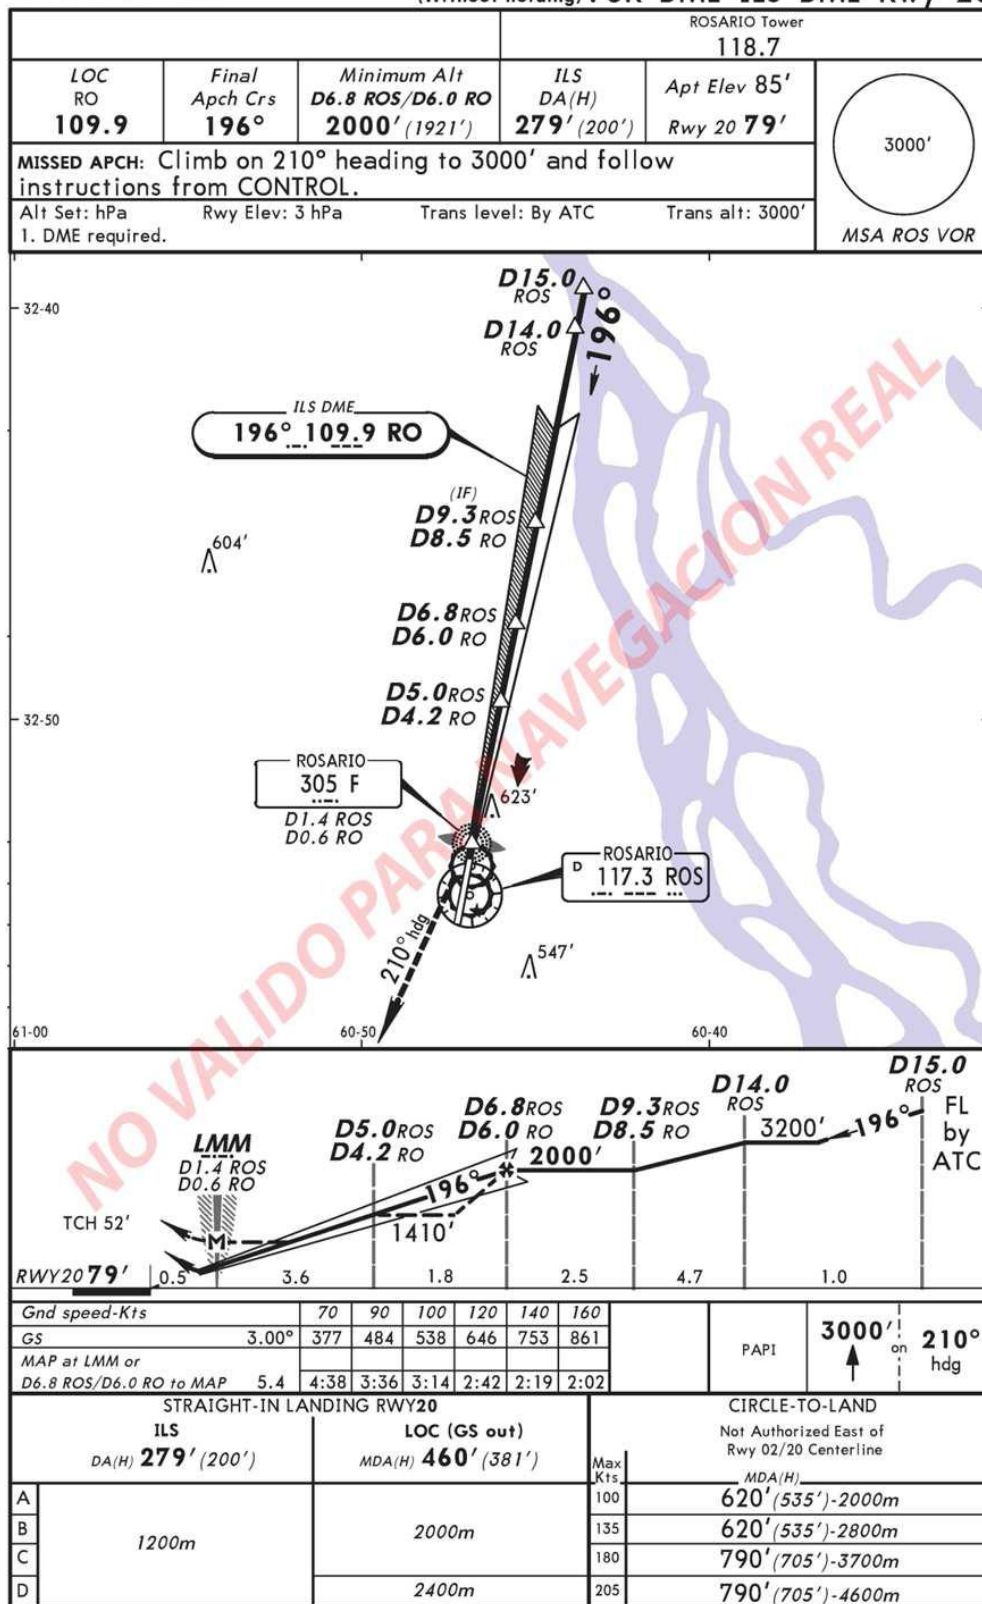 VOR DME ILS DME Rwy 20
ROSARIO Tower
118.7
LOC
RO
109.9
Final
Apch Crs
196°
Minimum Alt
D6.8 ROS/D6.0 RO
2000' (1921')
ILS
DA(H)
279' (200')
Apt Elev 85'
Rwy 20 79'
3000'
MSA ROS VOR
MISSED APCH: Climb on 210° heading to 3000' and follow
instructions from CONTROL.
Alt Set: hPa Rwy Elev: 3 hPa Trans level: By ATC Trans alt: 3000'
1. DME required.
D15.0
ROS
32-40
D14.0
ROS
196°
ILS DME
196° 109.9 RO
(IF)
D9.3 ROS
D8.5 RO
604'
D6.8 ROS
D6.0 RO
D5.0 ROS
D4.2 RO
32-50
ROSARIO
305 F
D1.4 ROS
D0.6 RO
623'
ROSARIO
D 117.3 ROS
210° hdg
547'
61-00
60-50
60-40
NO VALIDO PARA NAVEGACION REAL
D15.0
ROS
FL
by
ATC
D14.0
ROS
196°
3200'
D9.3 ROS
D8.5 RO
D6.8 ROS
D6.0 RO
2000'
D5.0 ROS
D4.2 RO
196°
1410'
LMM
D1.4 ROS
D0.6 RO
M
TCH 52'
RWY20 79' 0.5 3.6 1.8 2.5 4.7 1.0
Gnd speed-Kts 70 90 100 120 140 160
GS 3.00° 377 484 538 646 753 861
MAP at LMM or
D6.8 ROS/D6.0 RO to MAP 5.4 4:38 3:36 3:14 2:42 2:19 2:02
PAPI
3000' on 210°
hdg
STRAIGHT-IN LANDING RWY20
ILS
DA(H) 279' (200')
LOC (GS out)
MDA(H) 460' (381')
CIRCLE-TO-LAND
Not Authorized East of
Rwy 02/20 Centerline
Max
Kts
MDA(H)
A
B
C
D
1200m
2000m
2400m
100 620' (535')-2000m
135 620' (535')-2800m
180 790' (705')-3700m
205 790' (705')-4600m